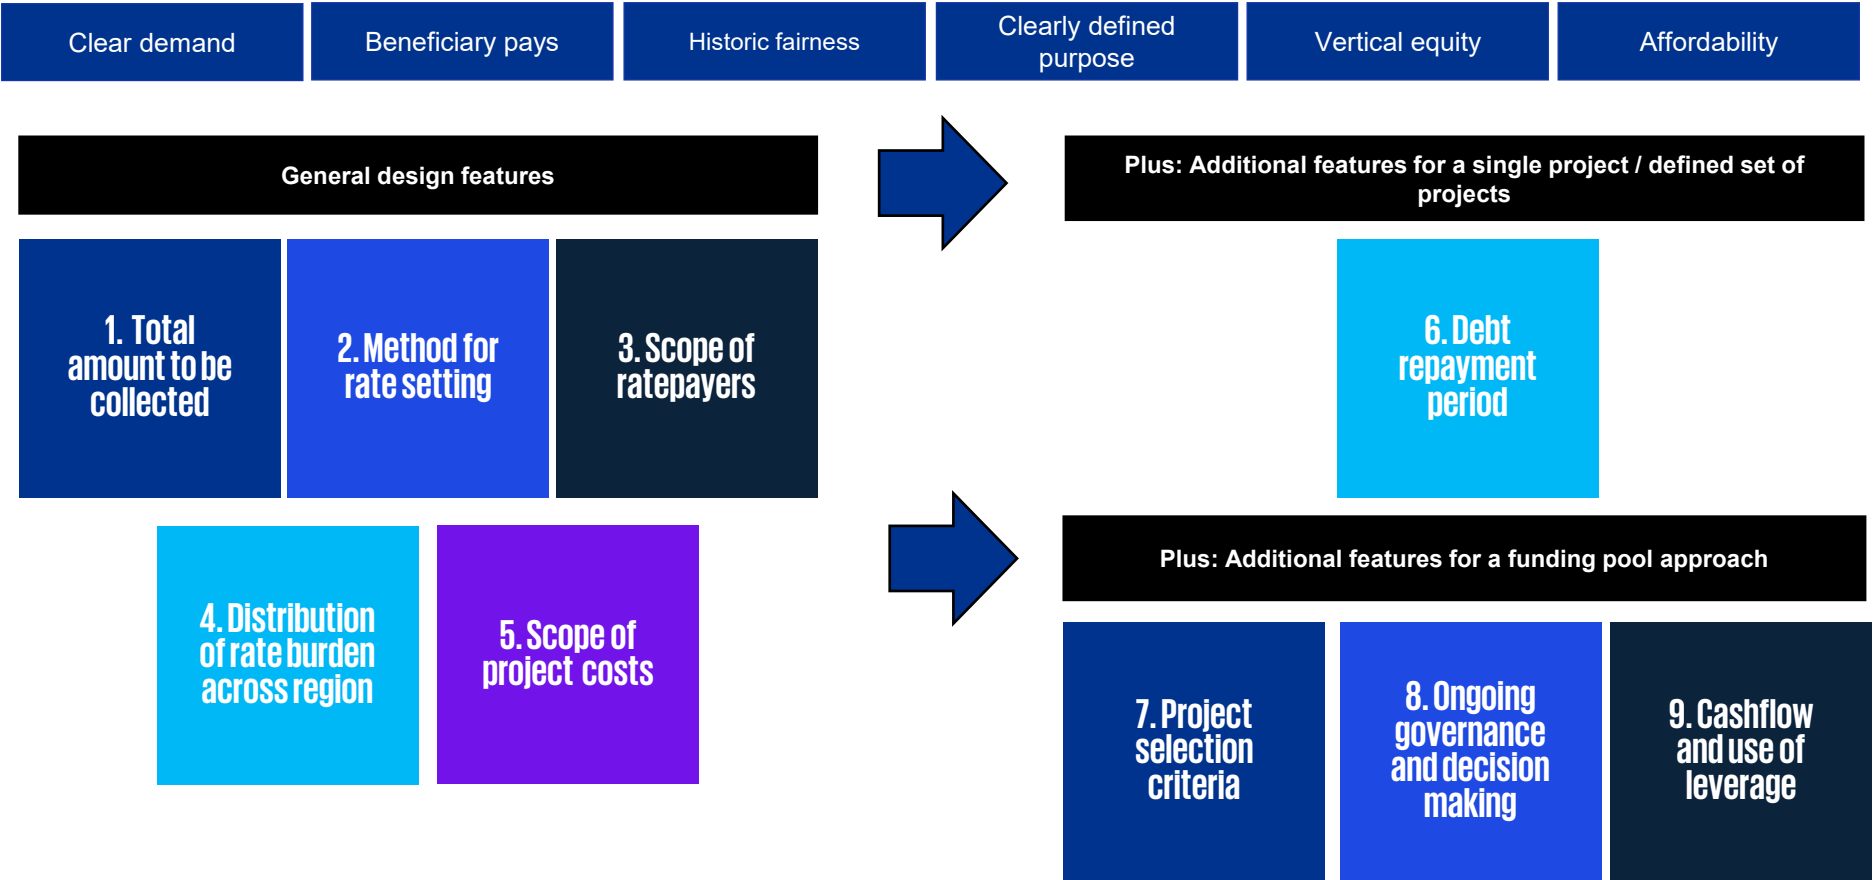 Clear demand
Beneficiary pays
Historic fairness
Clearly defined
purpose
Vertical equity
Affordability
General design features
1. Total
amount to be
collected
2. Method for
rate setting
3. Scope of
ratepayers
4. Distribution
of rate burden
across region
5. Scope of
project costs
Plus: Additional features for a single project / defined set of
projects
6. Debt
repayment
period
Plus: Additional features for a funding pool approach
7. Project
selection
criteria
8. Ongoing
governance
and decision
making
9. Cashflow
and use of
leverage